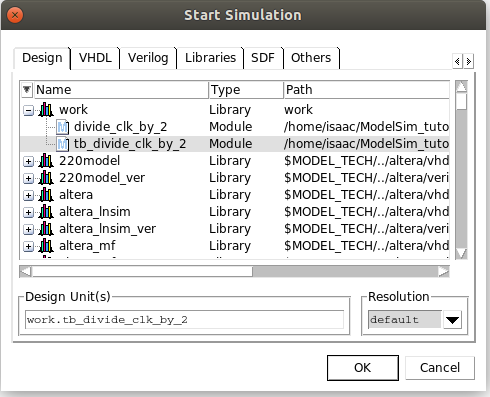 Start Simulation
Design VHDL Verilog Libraries SDF Others
Name Type Path
work Library work
divide_clk_by_2 Module /home/isaac/ModelSim_tuto
tb_divide_clk_by_2 Module /home/isaac/ModelSim_tuto
220model Library $MODEL_TECH/../altera/vhd
220model_ver Library $MODEL_TECH/../altera/veri
altera Library $MODEL_TECH/../altera/vhd
altera_lnsim Library $MODEL_TECH/../altera/vhd
altera_lnsim_ver Library $MODEL_TECH/../altera/veri
altera_mf Library $MODEL_TECH/../altera/vhd
Design Unit(s) Resolution
work.tb_divide_clk_by_2 default
OK Cancel